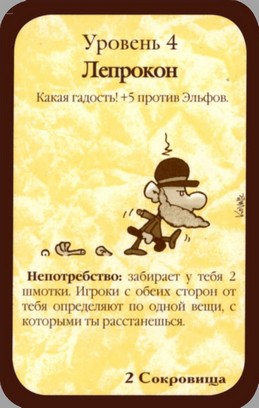 Уровень 4
Лепрокон
Какая гадость! +5 против Эльфов.
Непотребство: забирает у тебя 2
шмотки. Игроки с обеих сторон от
тебя определяют по одной вещи, с
которыми ты расстанешься.
2 Сокровища